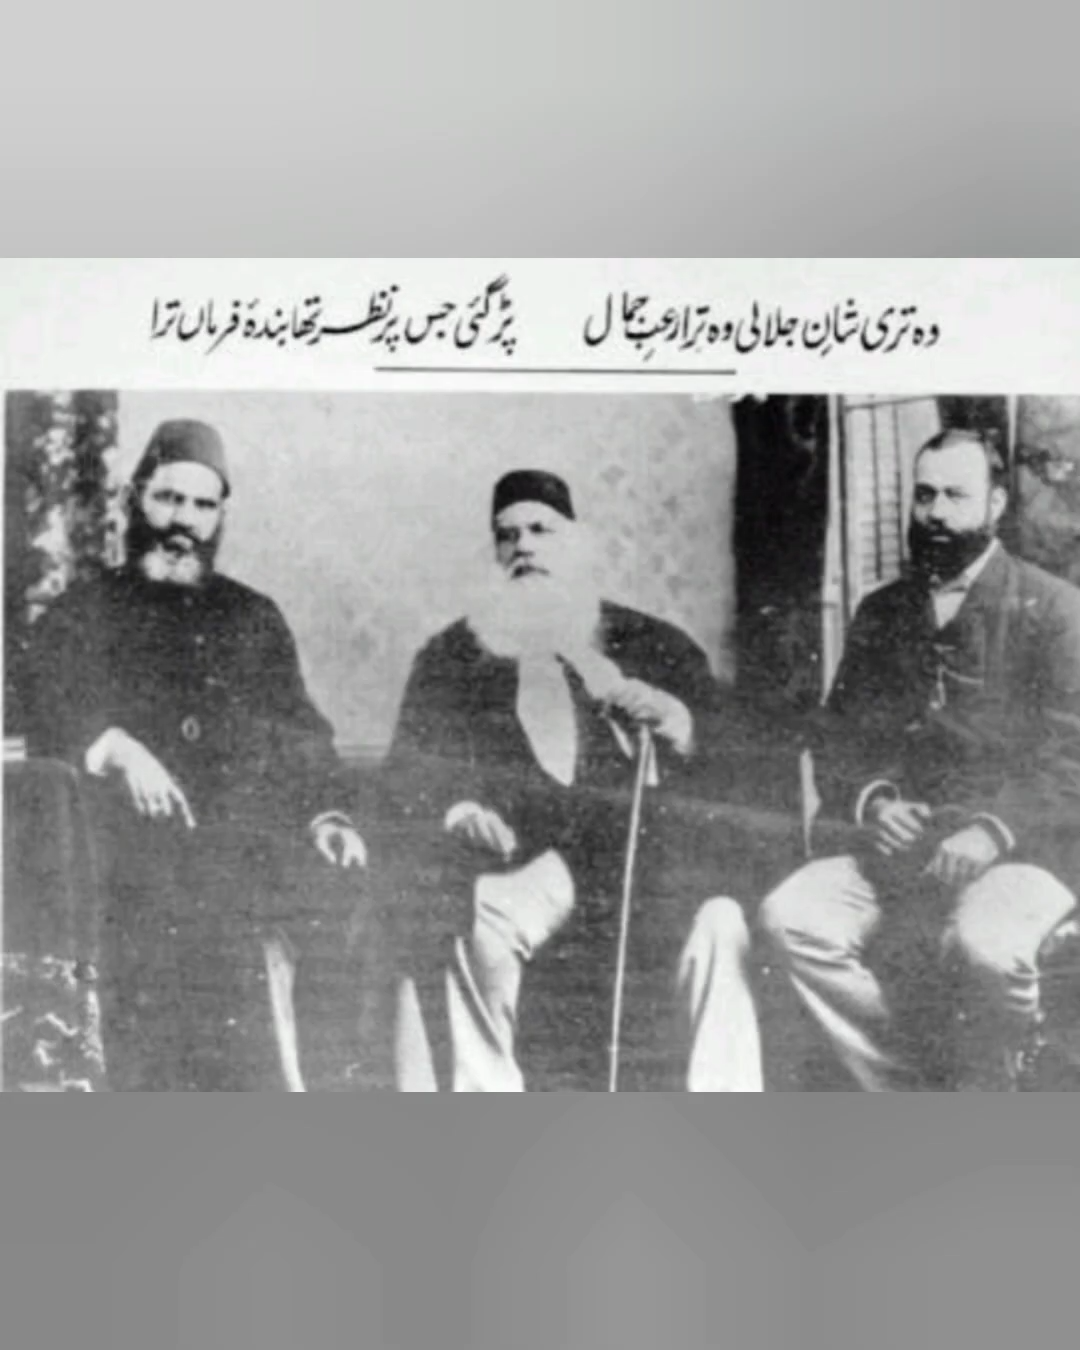 وہ تری شانِ جلالی وہ ترا رعبِ جمال پڑ گئی جس پر نظر تھا بندۂ فرماں ترا